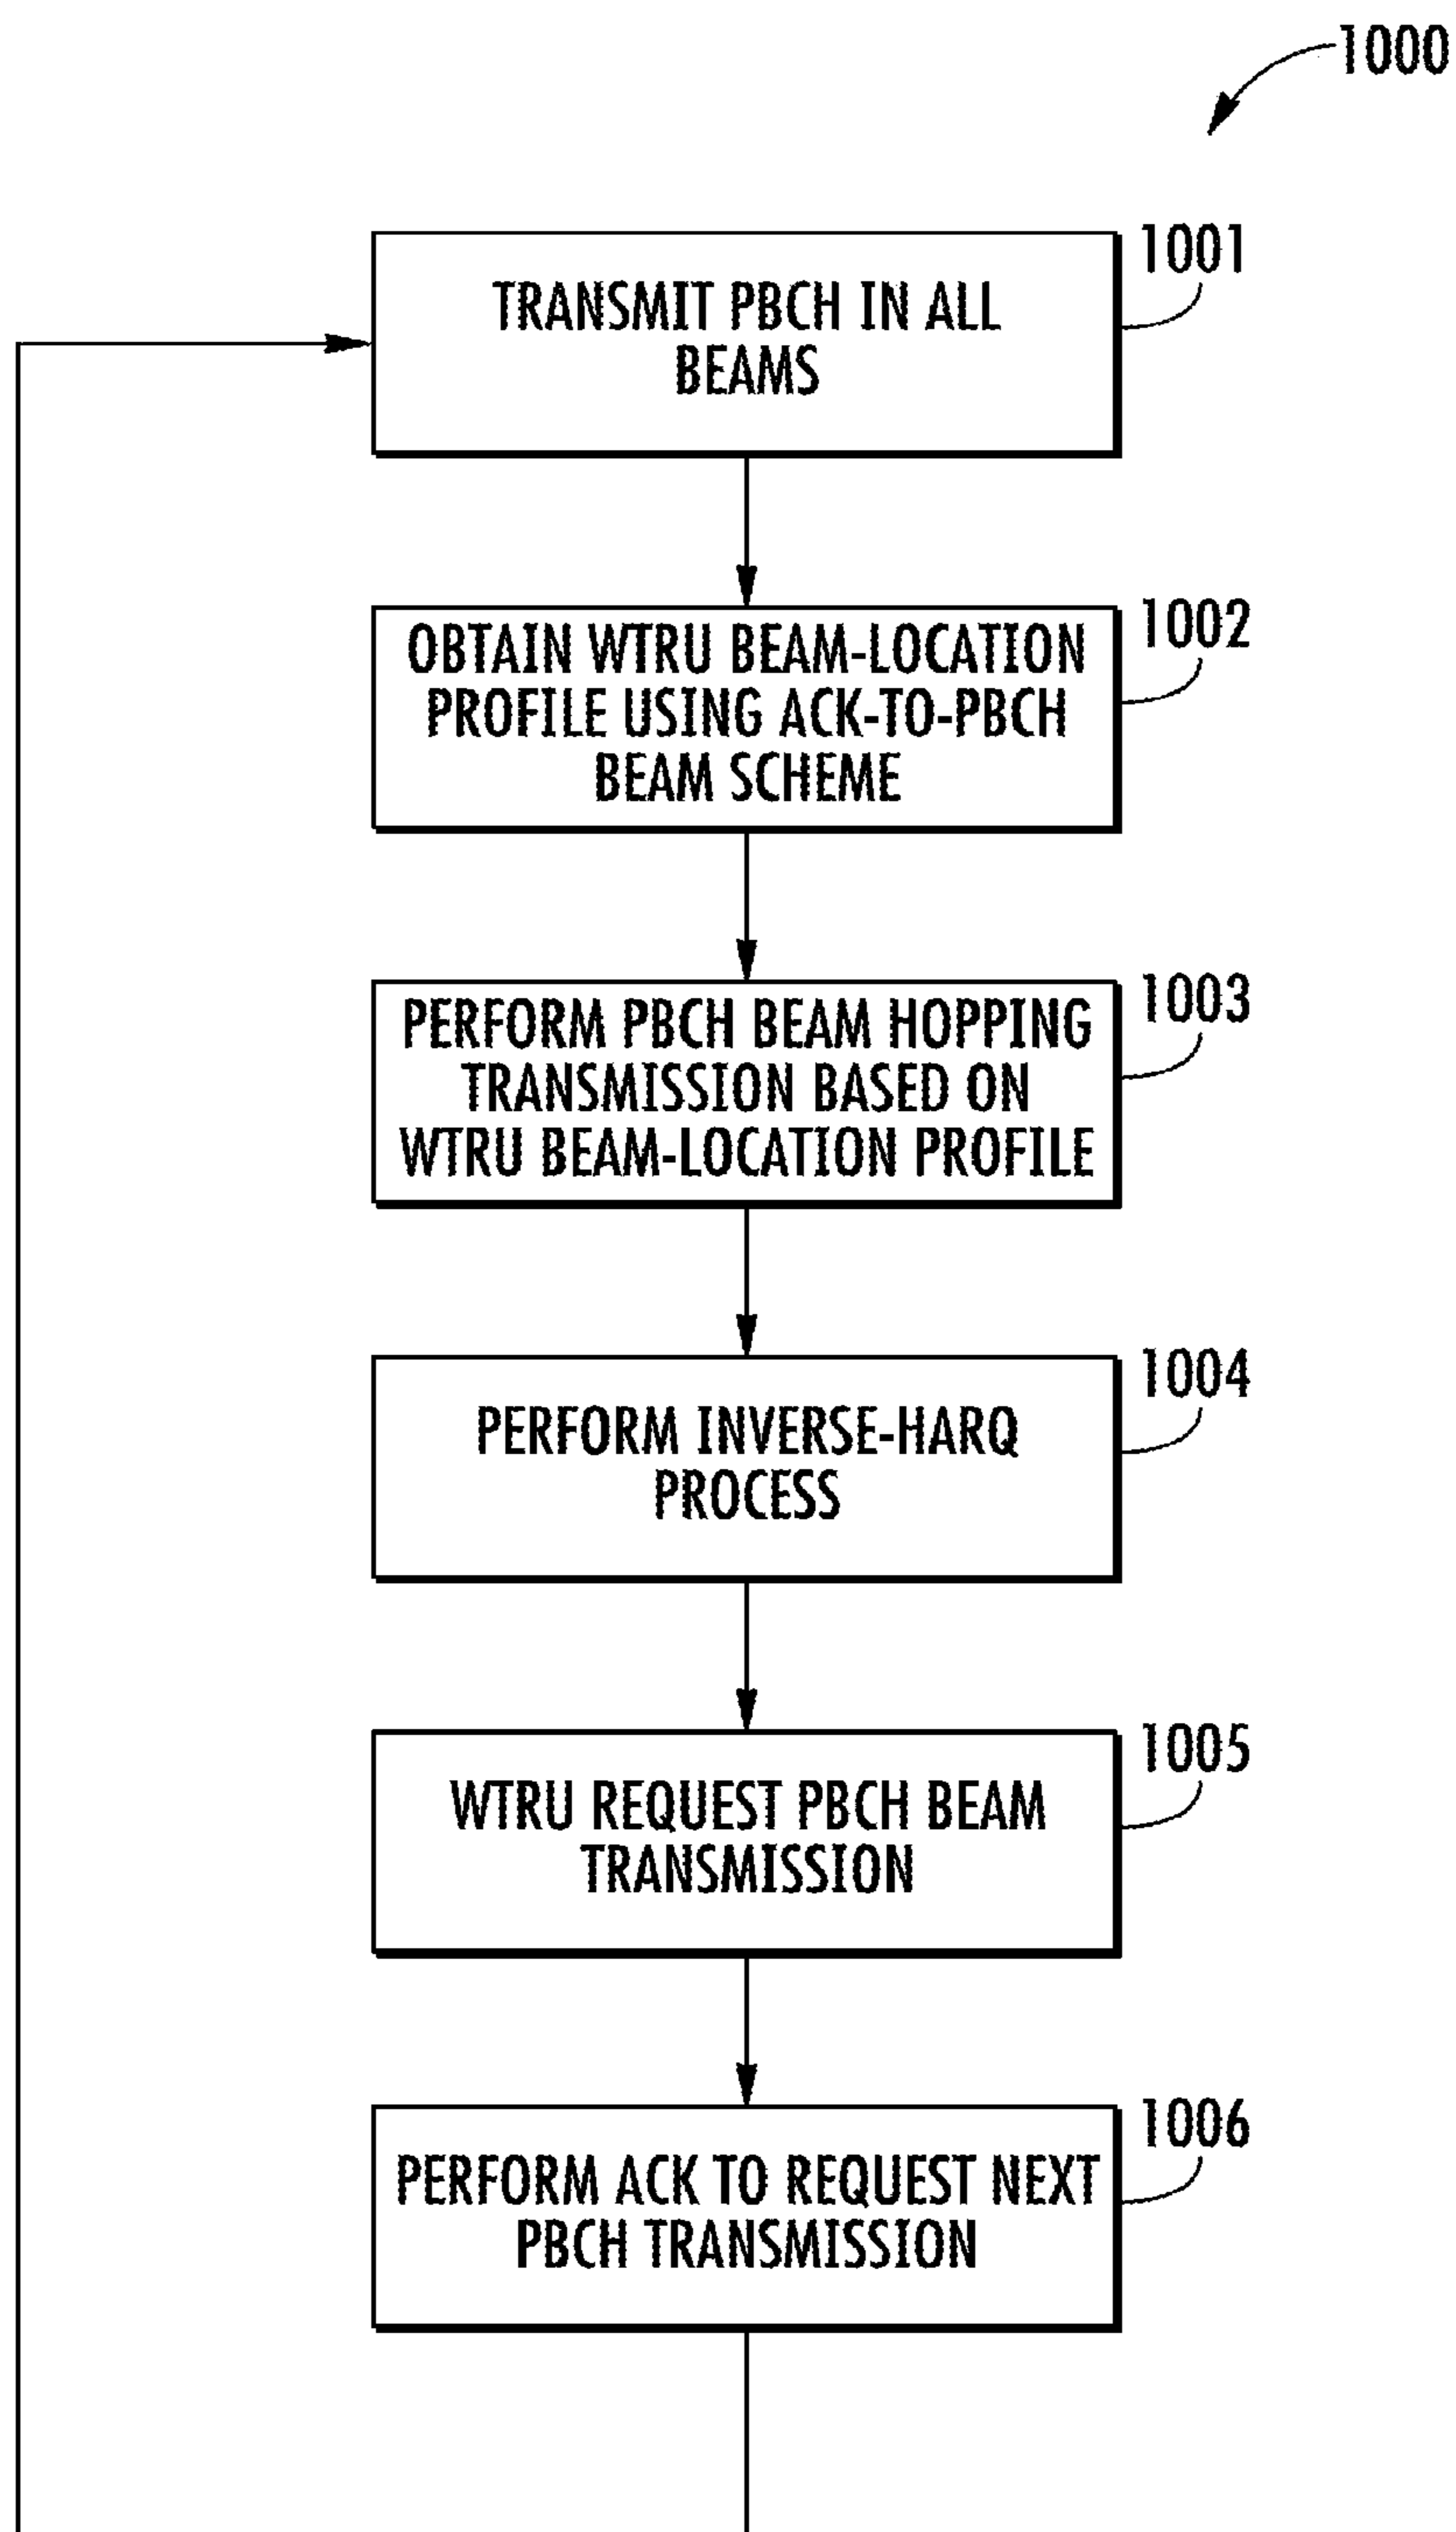 1000
TRANSMIT PBCH IN ALL
BEAMS
1001
OBTAIN WTRU BEAM-LOCATION
PROFILE USING ACK-TO-PBCH
BEAM SCHEME
1002
PERFORM PBCH BEAM HOPPING
TRANSMISSION BASED ON
WTRU BEAM-LOCATION PROFILE
1003
PERFORM INVERSE-HARQ
PROCESS
1004
WTRU REQUEST PBCH BEAM
TRANSMISSION
1005
PERFORM ACK TO REQUEST NEXT
PBCH TRANSMISSION
1006